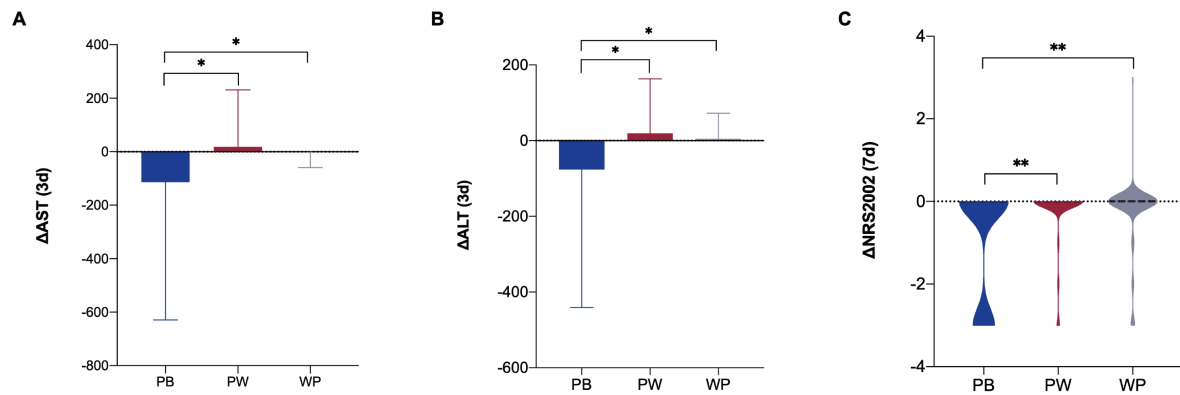 A
ΔAST (3d)
400
200
0
-200
-400
-600
-800
*
*
PB
PW
WP
B
ΔALT (3d)
200
0
-200
-400
-600
*
*
PB
PW
WP
C
ΔNRS2002 (7d)
4
2
0
-2
-4
**
**
PB
PW
WP